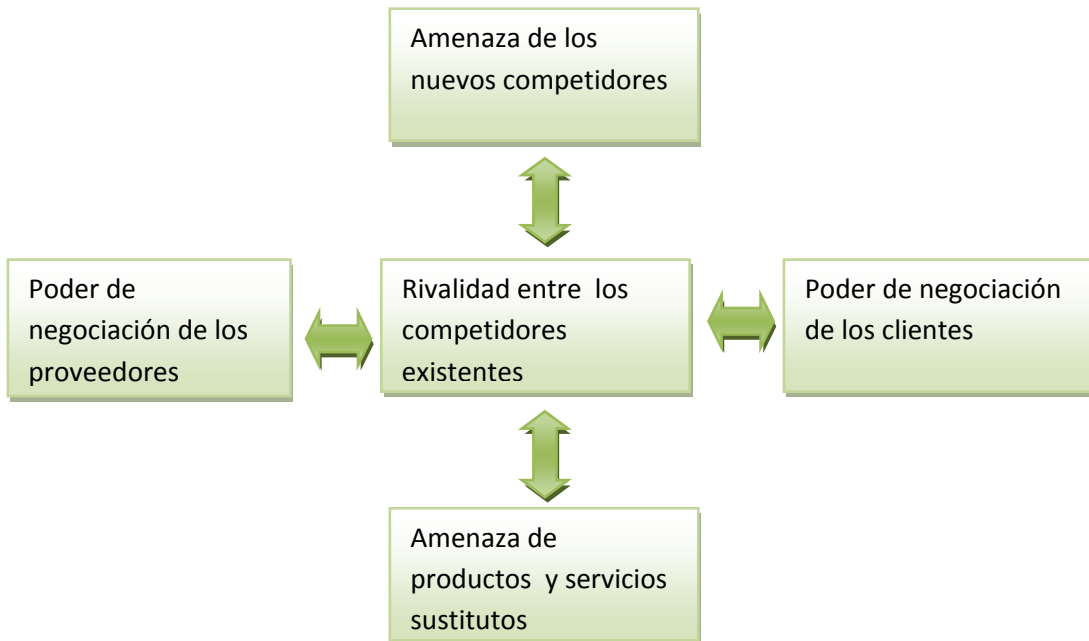 Amenaza de los
nuevos competidores
Poder de
negociación de los
proveedores
Rivalidad entre  los
competidores
existentes
Poder de negociación
de los clientes
Amenaza de
productos  y servicios
sustitutos